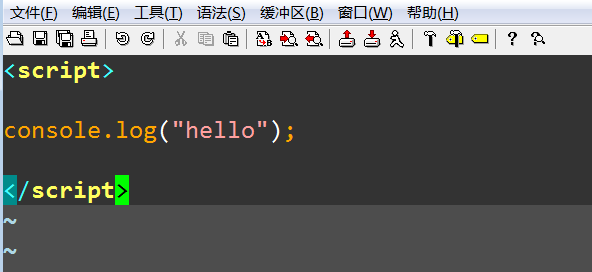 文件(F) 编辑(E) 工具(T) 语法(S) 缓冲区(B) 窗口(W) 帮助(H)
<script>
console.log("hello");
</script>
~
~